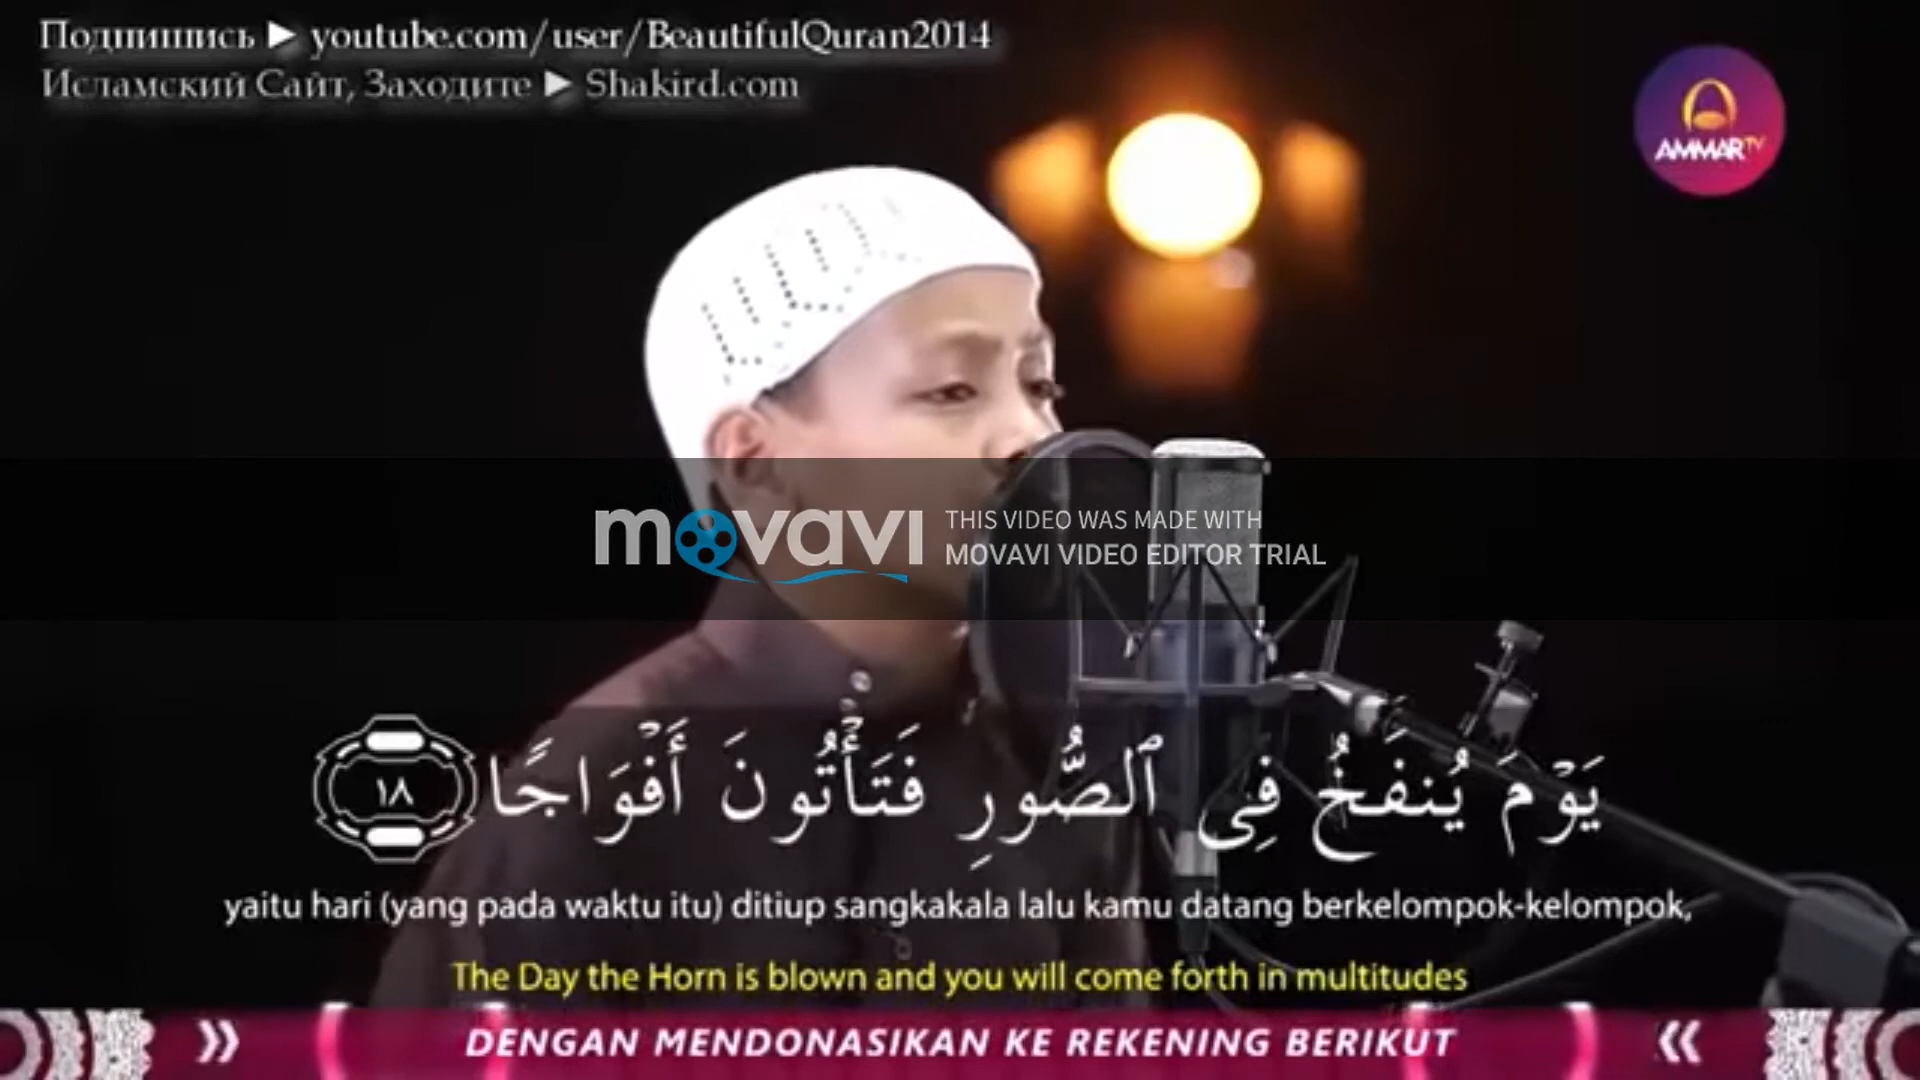 Подпишись ► youtube.com/user/BeautifulQuran2014
Исламский Сайт, Заходите ► Shakird.com
AMMAR TV
movavi
THIS VIDEO WAS MADE WITH
MOVAVI VIDEO EDITOR TRIAL
يَوْمَ يُنفَخُ فِى ٱلصُّورِ فَتَأْتُونَ أَفْوَاجًا ١٨
yaitu hari (yang pada waktu itu) ditiup sangkakala lalu kamu datang berkelompok-kelompok,
The Day the Horn is blown and you will come forth in multitudes
» DENGAN MENDONASIKAN KE REKENING BERIKUT «